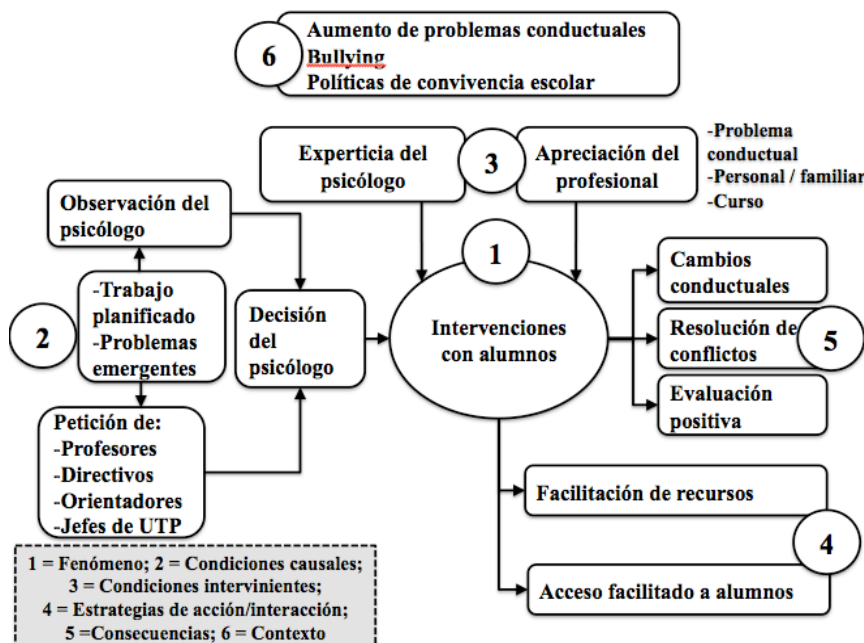 6
Aumento de problemas conductuales
Bullying
Políticas de convivencia escolar
Experticia del
psicólogo
3
Apreciación del
profesional
-Problema
conductual
-Personal / familiar
-Curso
Observación del
psicólogo
2
-Trabajo
planificado
-Problemas
emergentes
Petición de:
-Profesores
-Directivos
-Orientadores
-Jefes de UTP
Decisión
del
psicólogo
1
Intervenciones
con alumnos
Cambios
conductuales
Resolución de
conflictos
5
Evaluación
positiva
Facilitación de recursos
4
Acceso facilitado a alumnos
1 = Fenómeno; 2 = Condiciones causales;
3 = Condiciones intervinientes;
4 = Estrategias de acción/interacción;
5 =Consecuencias; 6 = Contexto